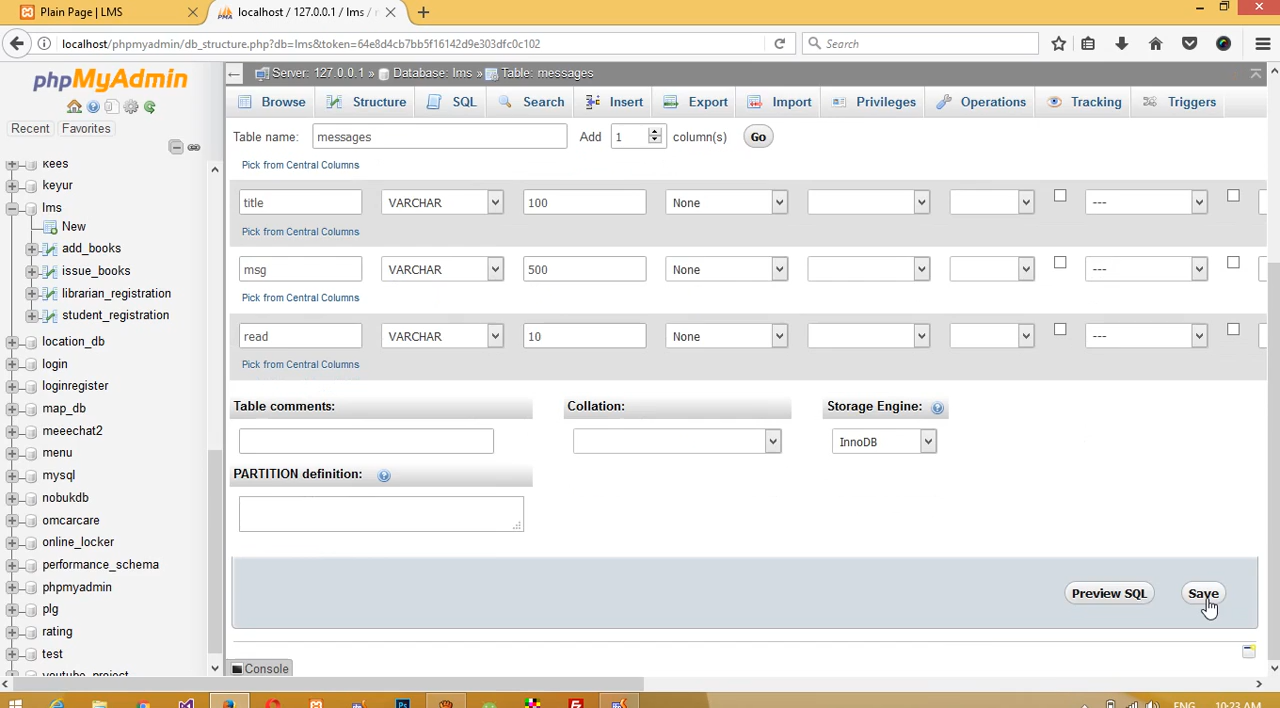 Plain Page | LMS
localhost / 127.0.0.1 / lms /
localhost/phpmyadmin/db_structure.php?db=lms&token=64e8d4cb7bb5f16142d9e303dfc0c102
Search
phpMyAdmin
Recent
Favorites
kees
keyur
lms
New
add_books
issue_books
librarian_registration
student_registration
location_db
login
loginregister
map_db
meeechat2
menu
mysql
nobukdb
omcarcare
online_locker
performance_schema
phpmyadmin
plg
rating
test
youtube_project
Server: 127.0.0.1 » Database: lms » Table: messages
Browse
Structure
SQL
Search
Insert
Export
Import
Privileges
Operations
Tracking
Triggers
Table name:
messages
Add
1
column(s)
Go
Pick from Central Columns
title
VARCHAR
100
None
---
Pick from Central Columns
msg
VARCHAR
500
None
---
Pick from Central Columns
read
VARCHAR
10
None
---
Pick from Central Columns
Table comments:
Collation:
Storage Engine:
InnoDB
PARTITION definition:
Preview SQL
Save
Console
ENG
10:23 AM